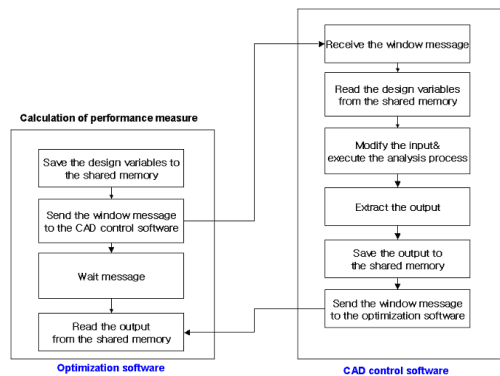 Calculation of performance measure
Save the design variables to
the shared memory
Send the window message
to the CAD control software
Wait message
Read the output
from the shared memory
Optimization software
Receive the window message
Read the design variables
from the shared memory
Modify the input&
execute the analysis process
Extract the output
Save the output to
the shared memory
Send the window message
to the optimization software
CAD control software